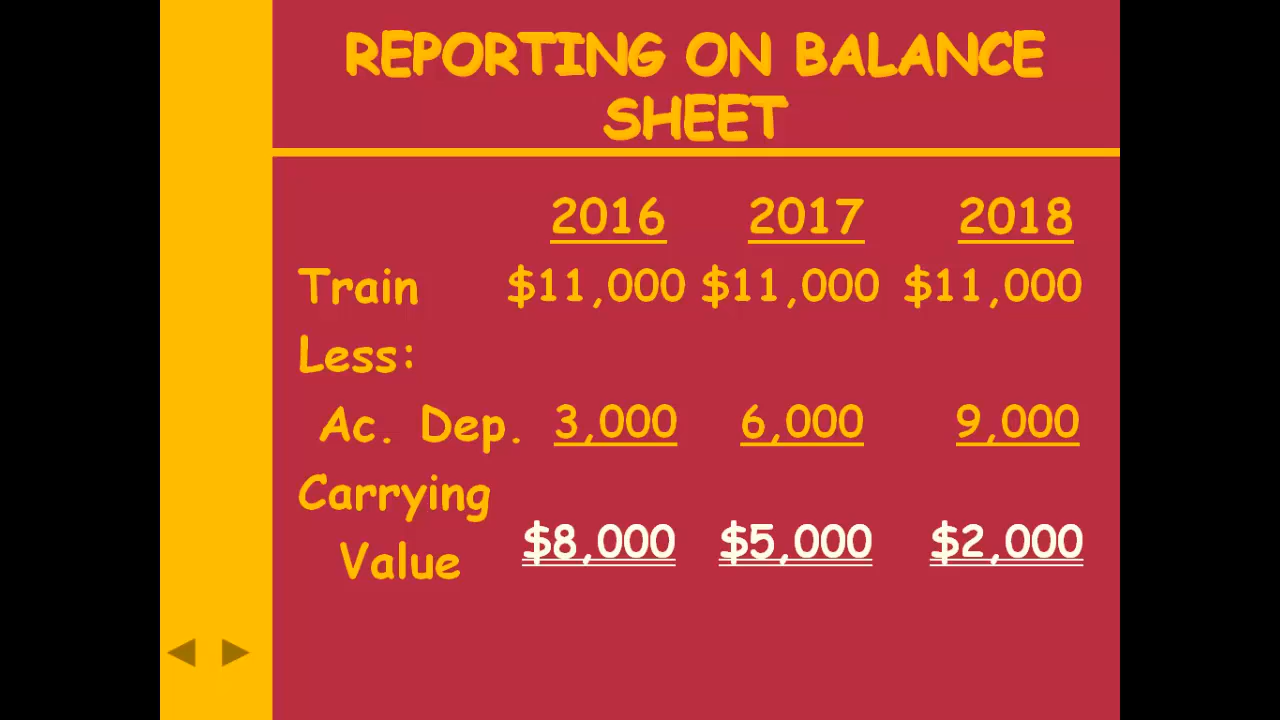 REPORTING ON BALANCE
SHEET
2016 2017 2018
Train $11,000 $11,000 $11,000
Less:
Ac. Dep. 3,000 6,000 9,000
Carrying
Value $8,000 $5,000 $2,000